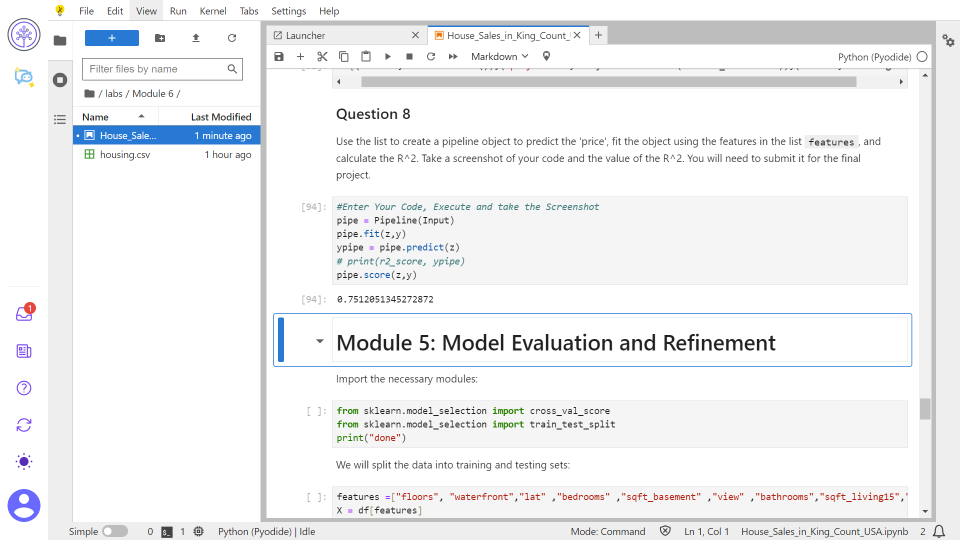 File Edit View Run Kernel Tabs Settings Help
Launcher
House_Sales_in_King_Count_
Markdown
Python (Pyodide)
Filter files by name
/ labs / Module 6 /
Name Last Modified
House_Sale... 1 minute ago
housing.csv 1 hour ago
Question 8
Use the list to create a pipeline object to predict the 'price', fit the object using the features in the list features, and
calculate the R^2. Take a screenshot of your code and the value of the R^2. You will need to submit it for the final
project.
[94]:
#Enter Your Code, Execute and take the Screenshot
pipe = Pipeline(Input)
pipe.fit(z,y)
ypipe = pipe.predict(z)
# print(r2_score, ypipe)
pipe.score(z,y)
[94]: 0.7512051345272872
Module 5: Model Evaluation and Refinement
Import the necessary modules:
[ ]:
from sklearn.model_selection import cross_val_score
from sklearn.model_selection import train_test_split
print("done")
We will split the data into training and testing sets:
[ ]:
features =["floors", "waterfront","lat" ,"bedrooms" ,"sqft_basement" ,"view" ,"bathrooms","sqft_living15","
X = df[features]
1
Simple 0 1 Python (Pyodide) | Idle Mode: Command Ln 1, Col 1 House_Sales_in_King_Count_USA.ipynb 2